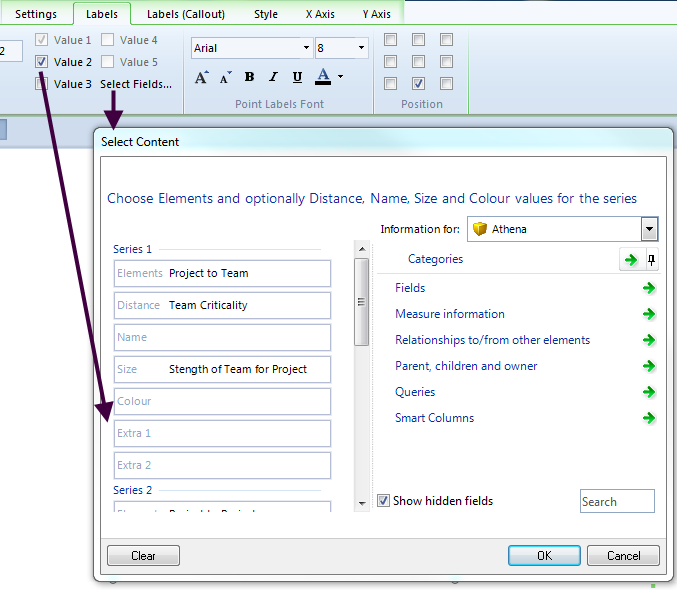 Settings Labels Labels (Callout) Style X Axis Y Axis
2 Value 1 Value 4 Arial 8
Value 2 Value 5 A A B I U A
Value 3 Select Fields...
Point Labels Font Position
Select Content
Choose Elements and optionally Distance, Name, Size and Colour values for the series
Information for: Athena
Series 1
Elements Project to Team
Distance Team Criticality
Name
Size Stength of Team for Project
Colour
Extra 1
Extra 2
Series 2
Categories
Fields
Measure information
Relationships to/from other elements
Parent, children and owner
Queries
Smart Columns
Show hidden fields Search
Clear OK Cancel